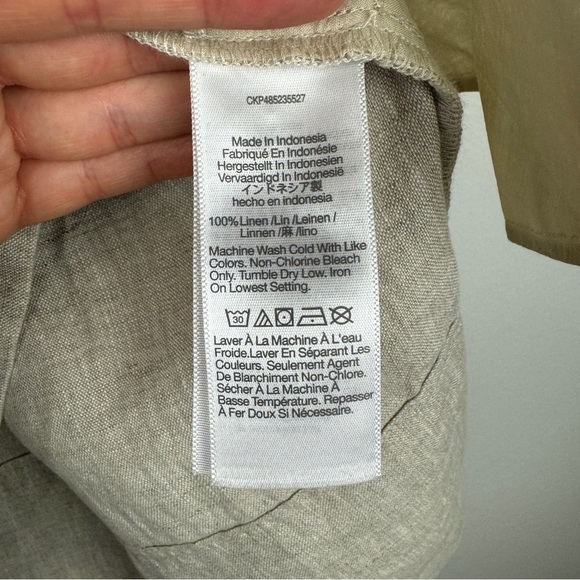 CKP485235527
Made In Indonesia
Fabriqué En Indonésie
Hergestellt In Indonesien
Vervaardigd In Indonesië
インドネシア製
hecho en indonesia
100% Linen /Lin /Leinen /
Linnen /麻 /lino
Machine Wash Cold With Like
Colors. Non-Chlorine Bleach
Only. Tumble Dry Low. Iron
On Lowest Setting.
30
Laver À La Machine À L'eau
Froide.Laver En Séparant Les
Couleurs. Seulement Agent
De Blanchiment Non-Chlore.
Sécher À La Machine À
Basse Température. Repasser
À Fer Doux Si Nécessaire.